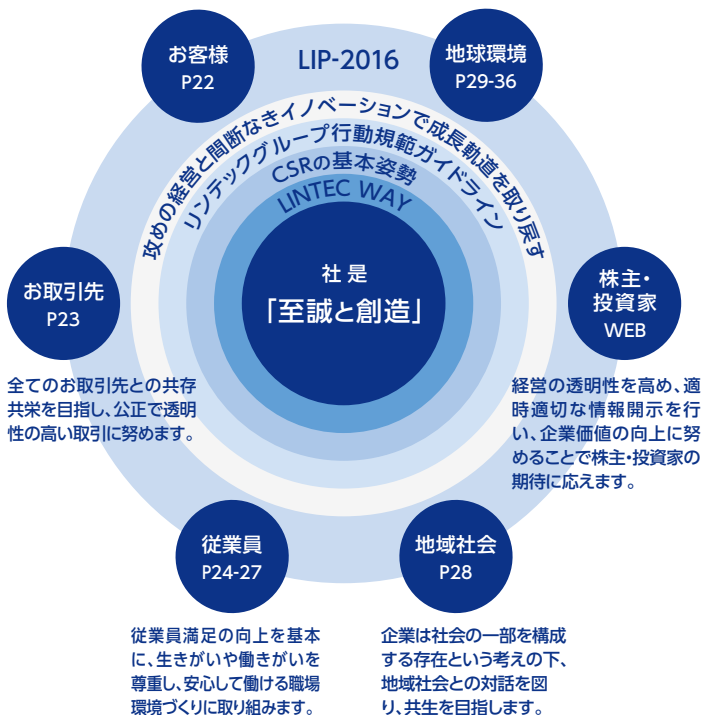 お客様
P22
LIP-2016
地球環境
P29-36
攻めの経営と間断なきイノベーションで成長軌道を取り戻す
リンテックグループ行動規範ガイドライン
CSRの基本姿勢
LINTEC WAY
社是
「至誠と創造」
お取引先
P23
株主・
投資家
WEB
全てのお取引先との共存
共栄を目指し、公正で透明
性の高い取引に努めます。
経営の透明性を高め、適
時適切な情報開示を行
い、企業価値の向上に努
めることで株主・投資家の
期待に応えます。
従業員
P24-27
地域社会
P28
従業員満足の向上を基本
に、生きがいや働きがいを
尊重し、安心して働ける職場
環境づくりに取り組みます。
企業は社会の一部を構成
する存在という考えの下、
地域社会との対話を図
り、共生を目指します。